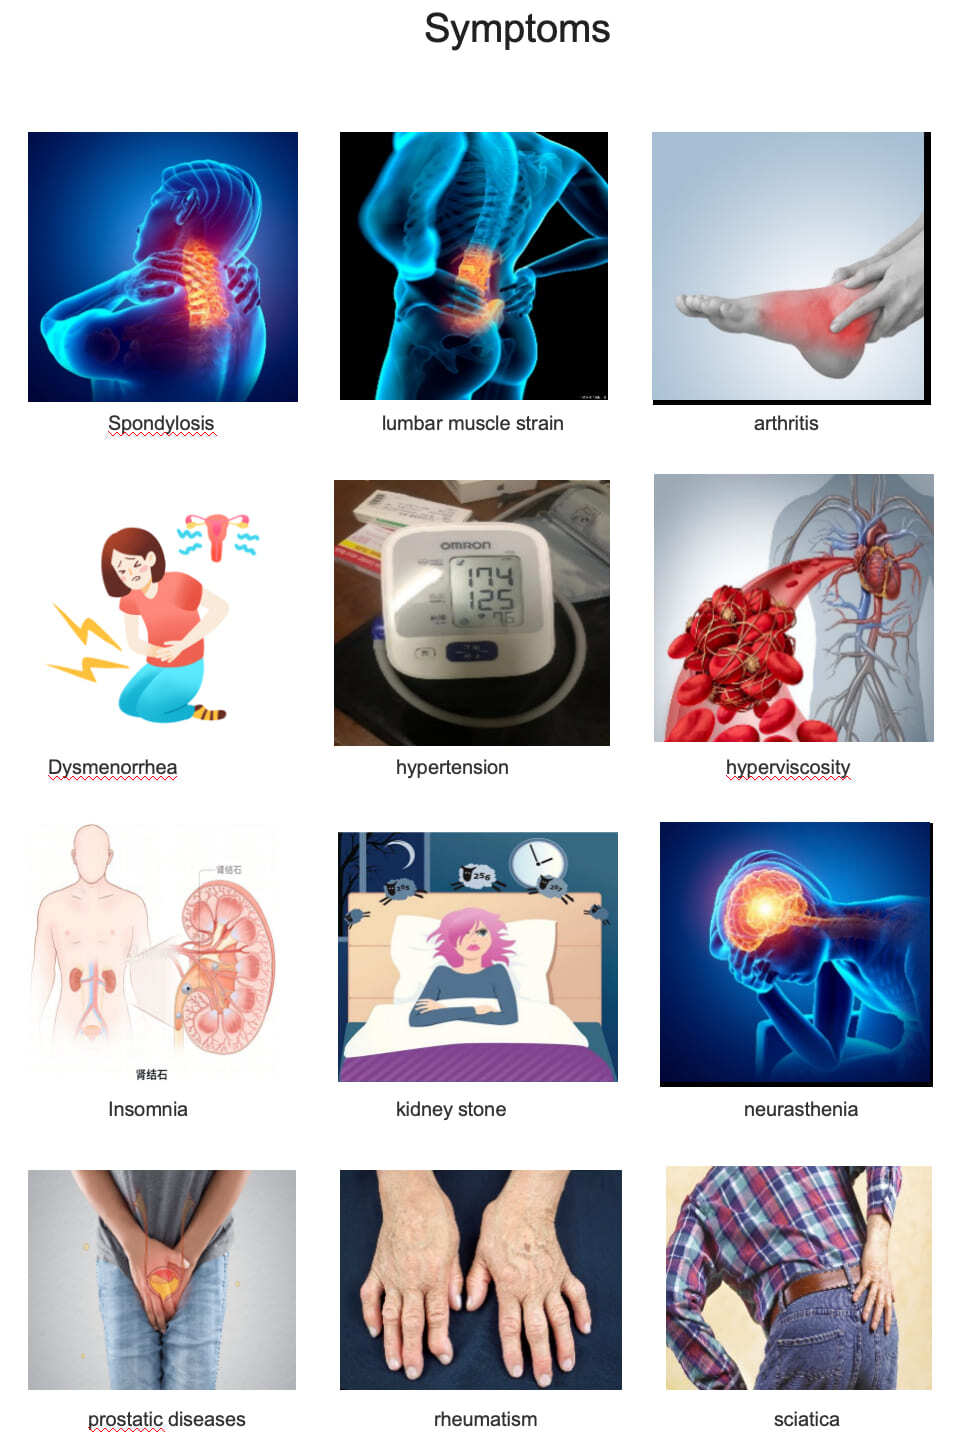 Symptoms
Spondylosis
lumbar muscle strain
arthritis
OMRON
174
125
76
Dysmenorrhea
hypertension
hyperviscosity
肾结石
肾结石
255
256
257
Insomnia
kidney stone
neurasthenia
prostatic diseases
rheumatism
sciatica